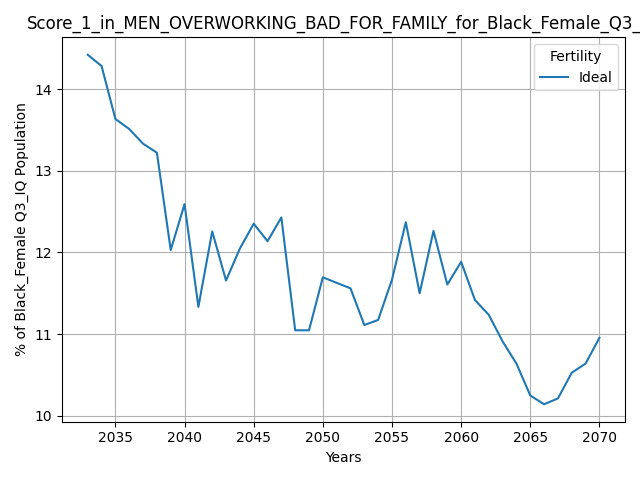 Score_1_in_MEN_OVERWORKING_BAD_FOR_FAMILY_for_Black_Female_Q3_
Fertility
Ideal
% of Black_Female Q3_IQ Population
14
13
12
11
10
2035 2040 2045 2050 2055 2060 2065 2070
Years